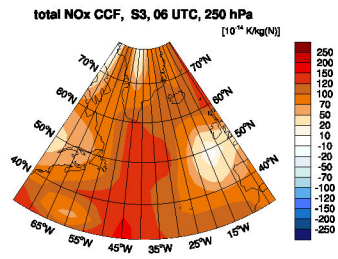 total NOx CCF, S3, 06 UTC, 250 hPa
[10⁻¹⁴ K/kg(N)]
70°N
60°N
50°N
40°N
70°N
60°N
50°N
40°N
65°W
55°W
45°W
35°W
25°W
15°W
250
200
150
120
100
70
50
20
10
-10
-20
-50
-70
-100
-120
-150
-200
-250